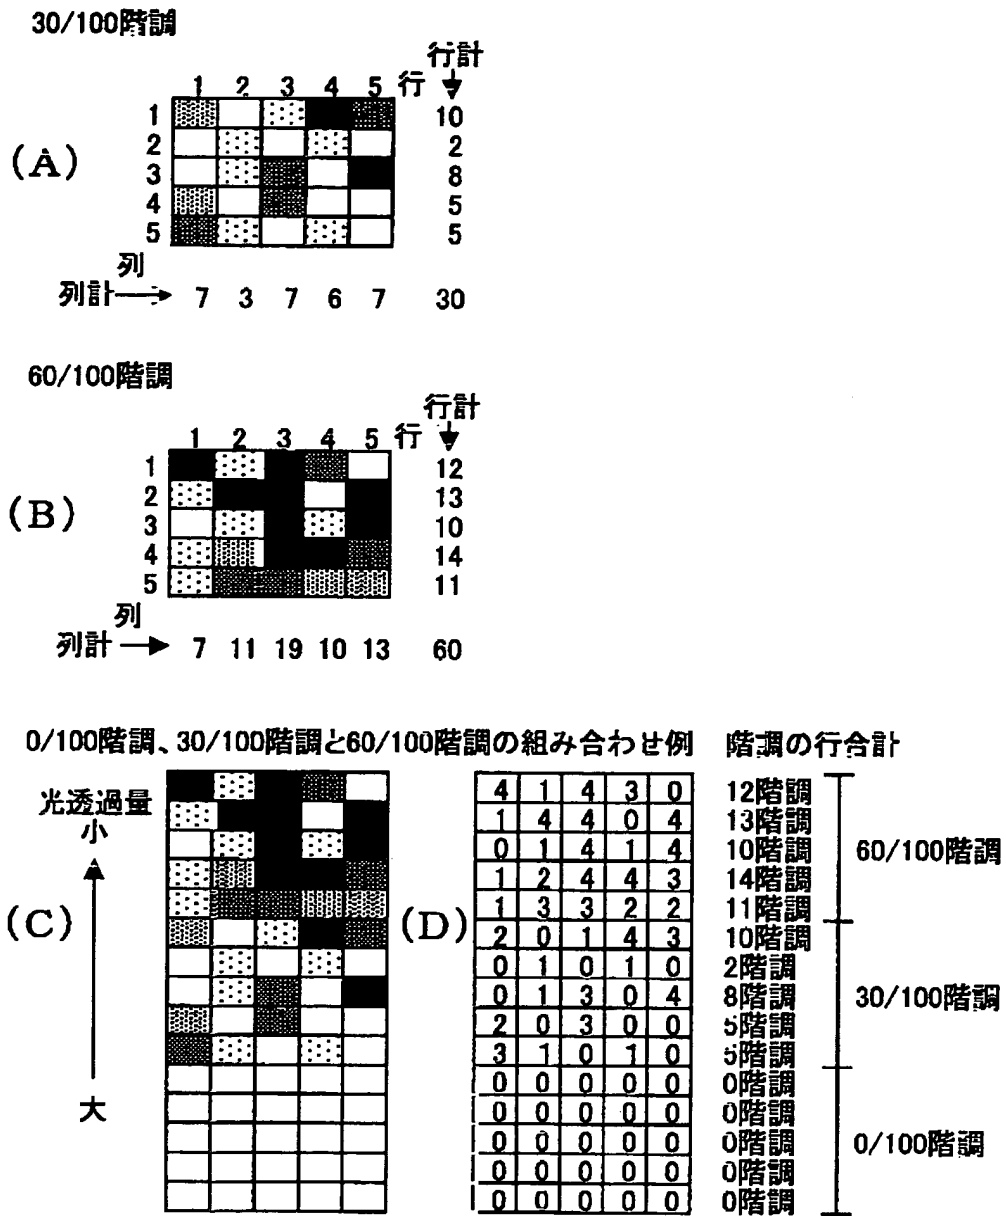 30/100階調
行計
1 2 3 4 5 行
1 10
2 2
(A) 3 8
4 5
5 5
列
列計 7 3 7 6 7 30
60/100階調
行計
1 2 3 4 5 行
1 12
2 13
(B) 3 10
4 14
5 11
列
列計 7 11 19 10 13 60
0/100階調、30/100階調と60/100階調の組み合わせ例 階調の行合計
光透過量
小
(C)
大
(D)
4 1 4 3 0 12階調
1 4 4 0 4 13階調
0 1 4 1 4 10階調
1 2 4 4 3 14階調
1 3 3 2 2 11階調
60/100階調
2 0 1 4 3 10階調
0 1 0 1 0 2階調
0 1 3 0 4 8階調
2 0 3 0 0 5階調
3 1 0 1 0 5階調
30/100階調
0 0 0 0 0 0階調
0 0 0 0 0 0階調
0 0 0 0 0 0階調
0 0 0 0 0 0階調
0 0 0 0 0 0階調
0/100階調